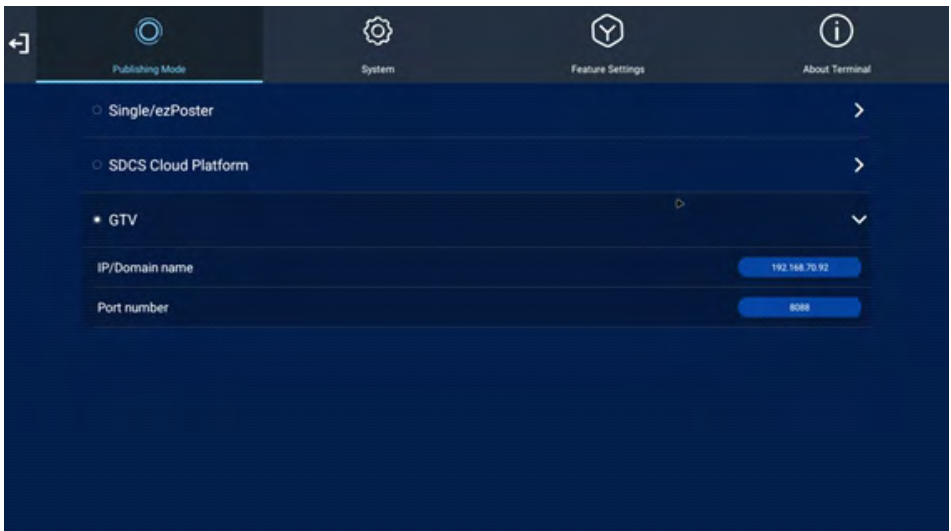 Publishing Mode
System
Feature Settings
About Terminal
Single/ezPoster
SDCS Cloud Platform
GTV
IP/Domain name
192.168.70.92
Port number
8088